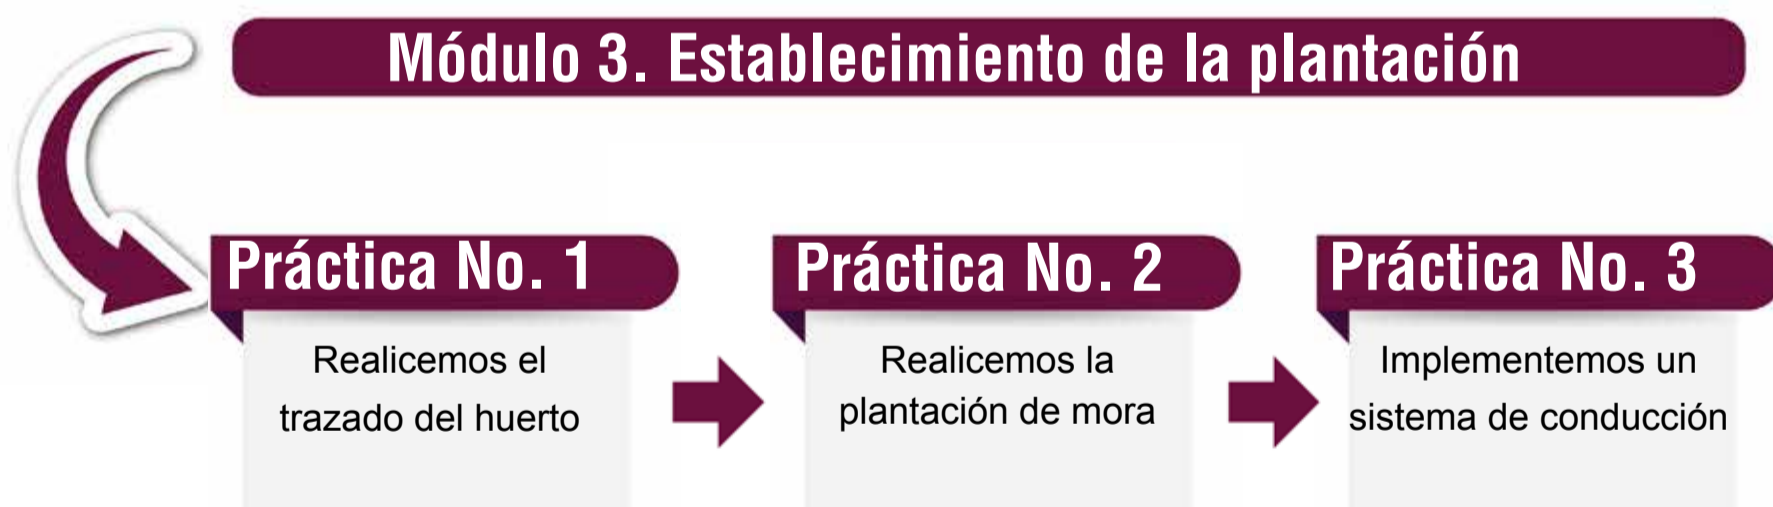 Módulo 3. Establecimiento de la plantación
Práctica No. 1
Realicemos el
trazado del huerto
Práctica No. 2
Realicemos la
plantación de mora
Práctica No. 3
Implementemos un
sistema de conducción